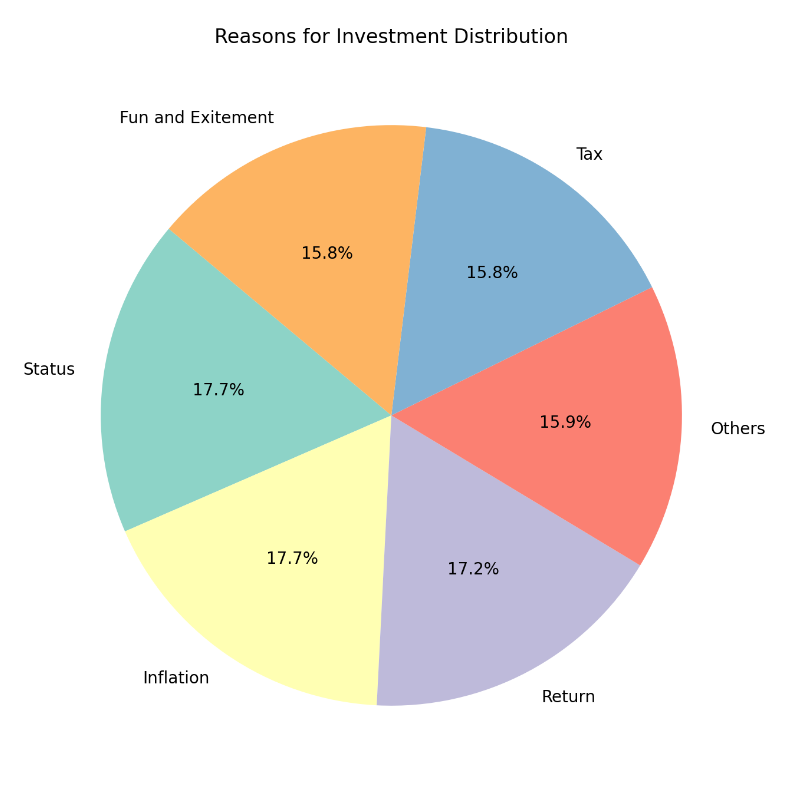 Reasons for Investment Distribution
Fun and Exitement
Tax
15.8%
15.8%
Status
17.7%
15.9%
Others
17.7%
17.2%
Inflation
Return